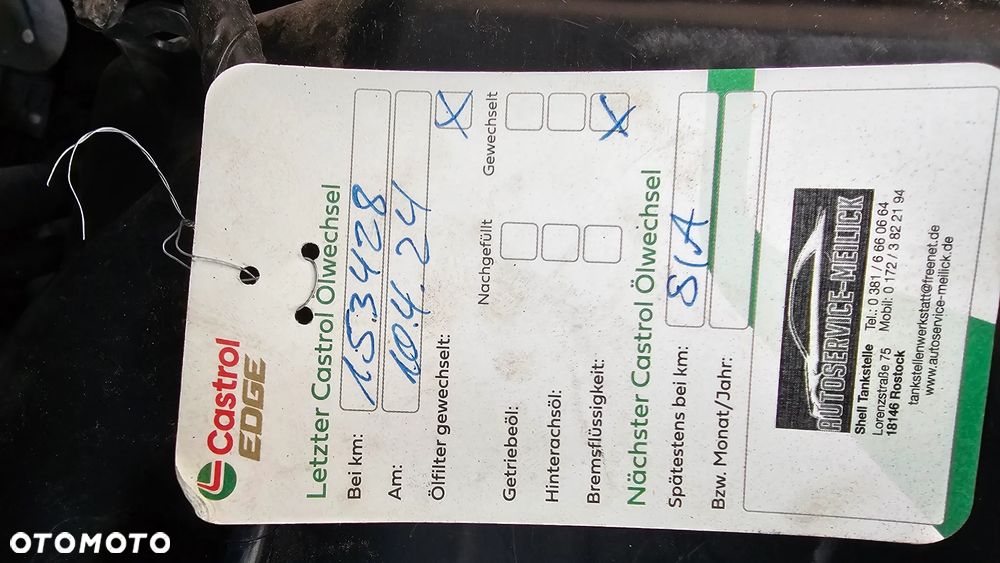 Castrol
EDGE
Letzter Castrol Ölwechsel
Bei km: 153428
Am: 10.4.24
Ölfilter gewechselt: X
Nachgefüllt Gewechselt
Getriebeöl:
Hinterachsöl:
Bremsflüssigkeit: X
Nächster Castrol Ölwechsel
Spätestens bei km: S/A
Bzw. Monat/Jahr:
AUTOSERVICE-MEILICK
Shell Tankstelle Tel.: 0 381 / 6 66 06 64
Lorenzstraße 75 Mobil: 0 172 / 3 82 21 94
18146 Rostock
tankstellenwerkstatt@freenet.de
www.autoservice-meilick.de
OTOMOTO